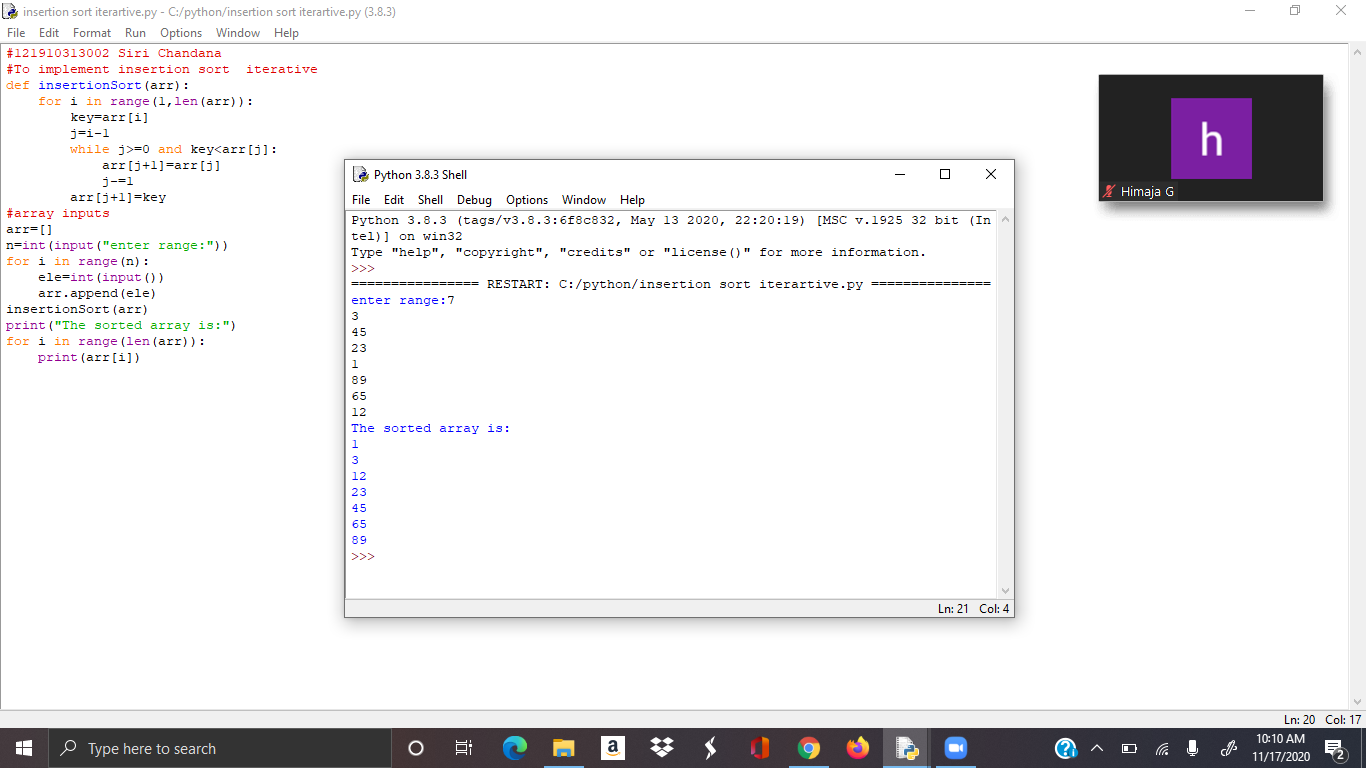 insertion sort iterartive.py - C:/python/insertion sort iterartive.py (3.8.3)
File Edit Format Run Options Window Help
#121910313002 Siri Chandana
#To implement insertion sort  iterative
def insertionSort(arr):
    for i in range(1,len(arr)):
        key=arr[i]
        j=i-1
        while j>=0 and key<arr[j]:
            arr[j+1]=arr[j]
            j-=1
        arr[j+1]=key
#array inputs
arr=[]
n=int(input("enter range:"))
for i in range(n):
    ele=int(input())
    arr.append(ele)
insertionSort(arr)
print("The sorted array is:")
for i in range(len(arr)):
    print(arr[i])
Python 3.8.3 Shell
File Edit Shell Debug Options Window Help
Python 3.8.3 (tags/v3.8.3:6f8c832, May 13 2020, 22:20:19) [MSC v.1925 32 bit (In
tel)] on win32
Type "help", "copyright", "credits" or "license()" for more information.
>>>
================ RESTART: C:/python/insertion sort iterartive.py ===============
enter range:7
3
45
23
1
89
65
12
The sorted array is:
1
3
12
23
45
65
89
>>>
Ln: 21 Col: 4
h
Himaja G
Ln: 20 Col: 17
Type here to search
10:10 AM
11/17/2020
2